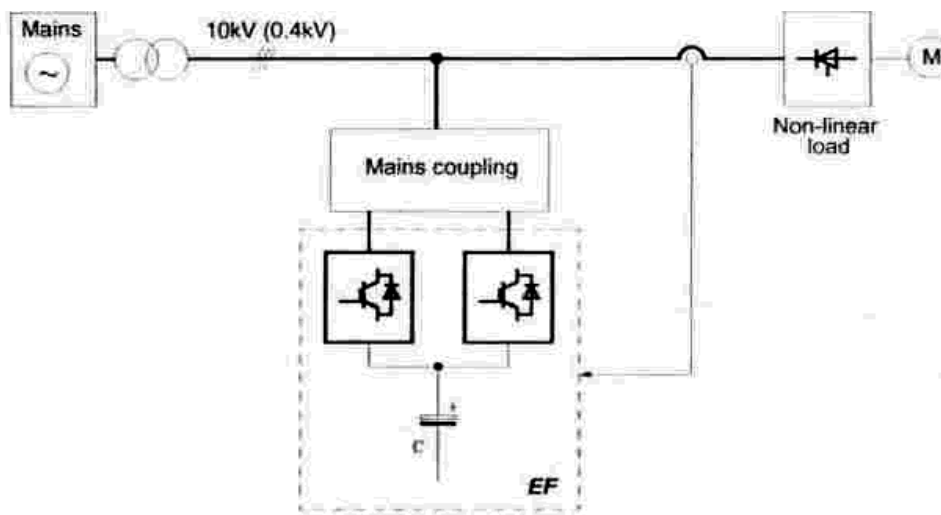 Mains
~
10kV (0.4kV)
M
Non-linear
load
Mains coupling
+
C
EF